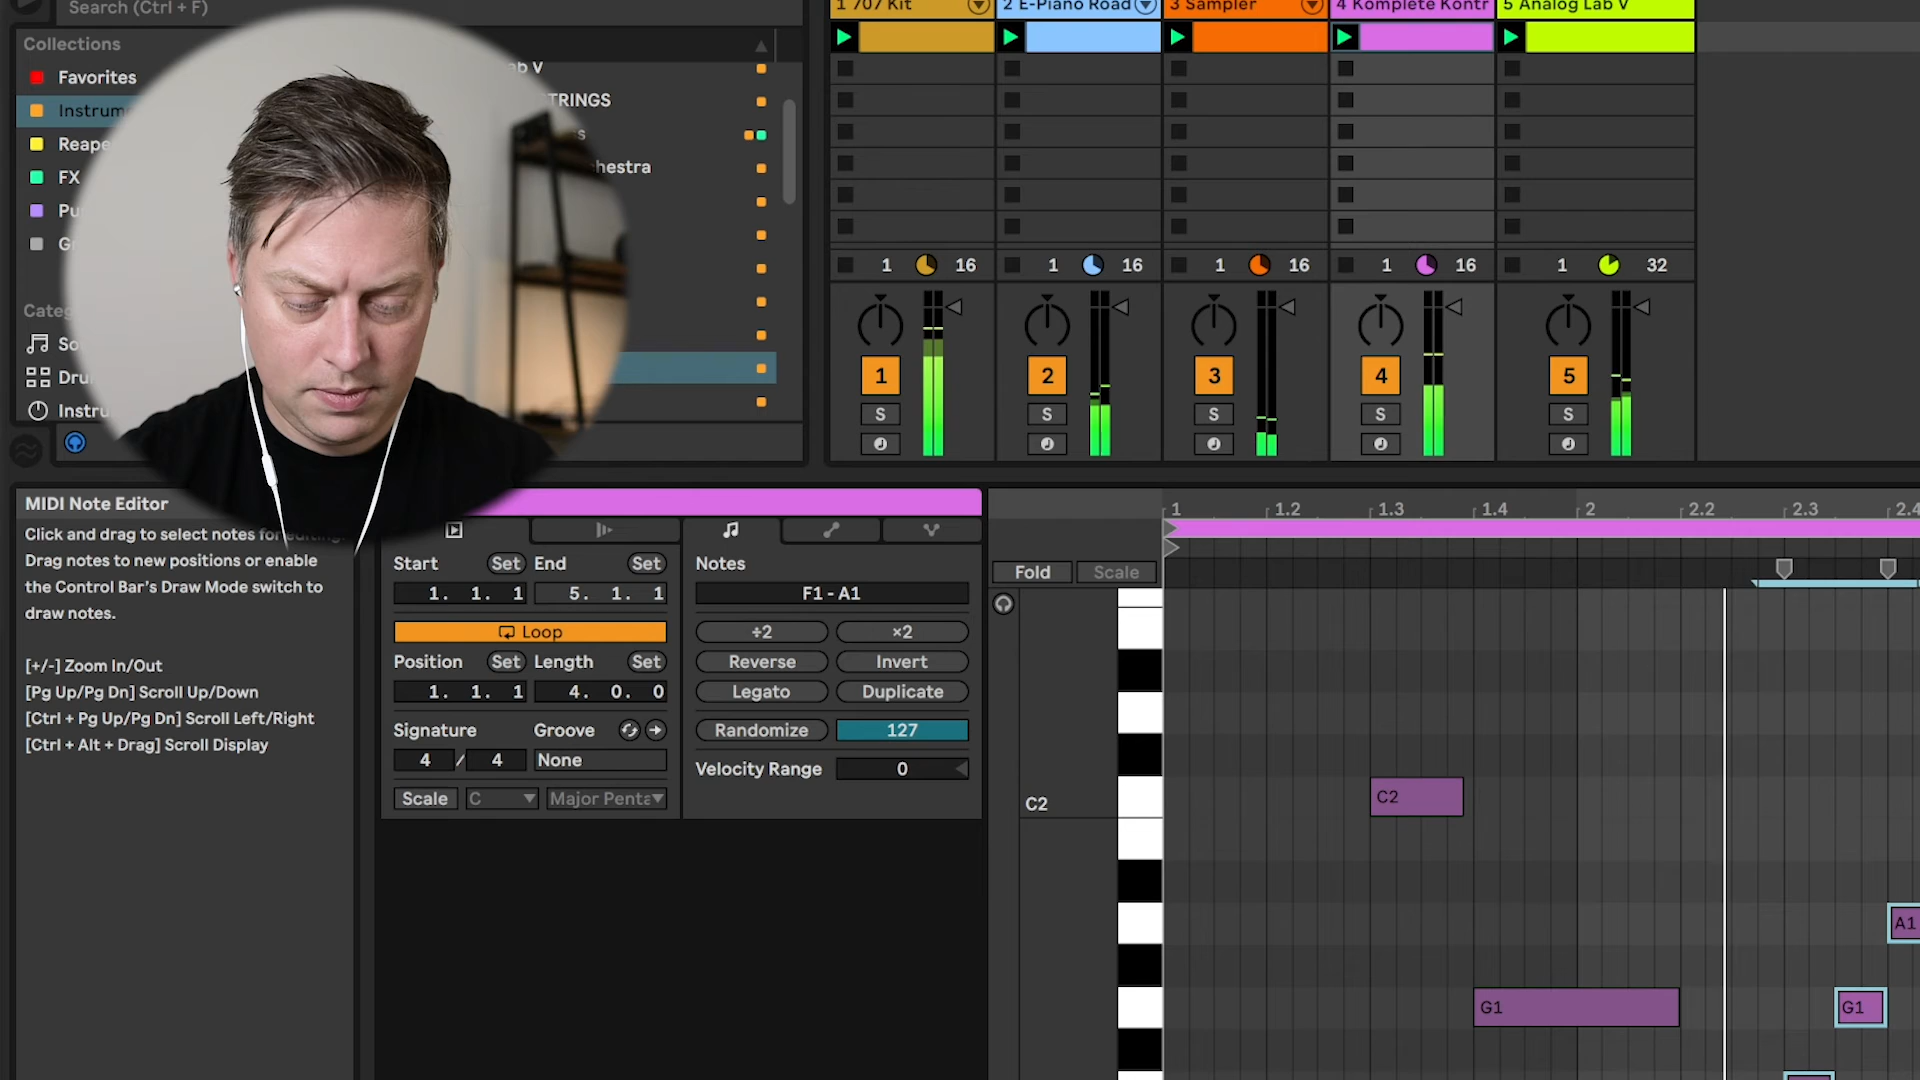 Search (Ctrl + F)
1 707 Kit
2 E-Piano Road
3 Sampler
4 Komplete Kontr
5 Analog Lab V
Collections
Favorites
Instrum
Reape
FX
Pu
G
ab V
TRINGS
s
hestra
Categ
So
Dru
Instru
1 16
1 16
1 16
1 16
1 32
1
2
3
4
5
S
S
S
S
S
MIDI Note Editor
Click and drag to select notes for editing.
Drag notes to new positions or enable
the Control Bar's Draw Mode switch to
draw notes.
[+/-] Zoom In/Out
[Pg Up/Pg Dn] Scroll Up/Down
[Ctrl + Pg Up/Pg Dn] Scroll Left/Right
[Ctrl + Alt + Drag] Scroll Display
Start Set End Set
1. 1. 1 5. 1. 1
Loop
Position Set Length Set
1. 1. 1 4. 0. 0
Signature Groove
4 / 4 None
Scale C Major Penta
Notes
F1 - A1
÷2 ×2
Reverse Invert
Legato Duplicate
Randomize 127
Velocity Range 0
1 1.2 1.3 1.4 2 2.2 2.3 2.4
Fold Scale
C2
C2
A1
G1
G1